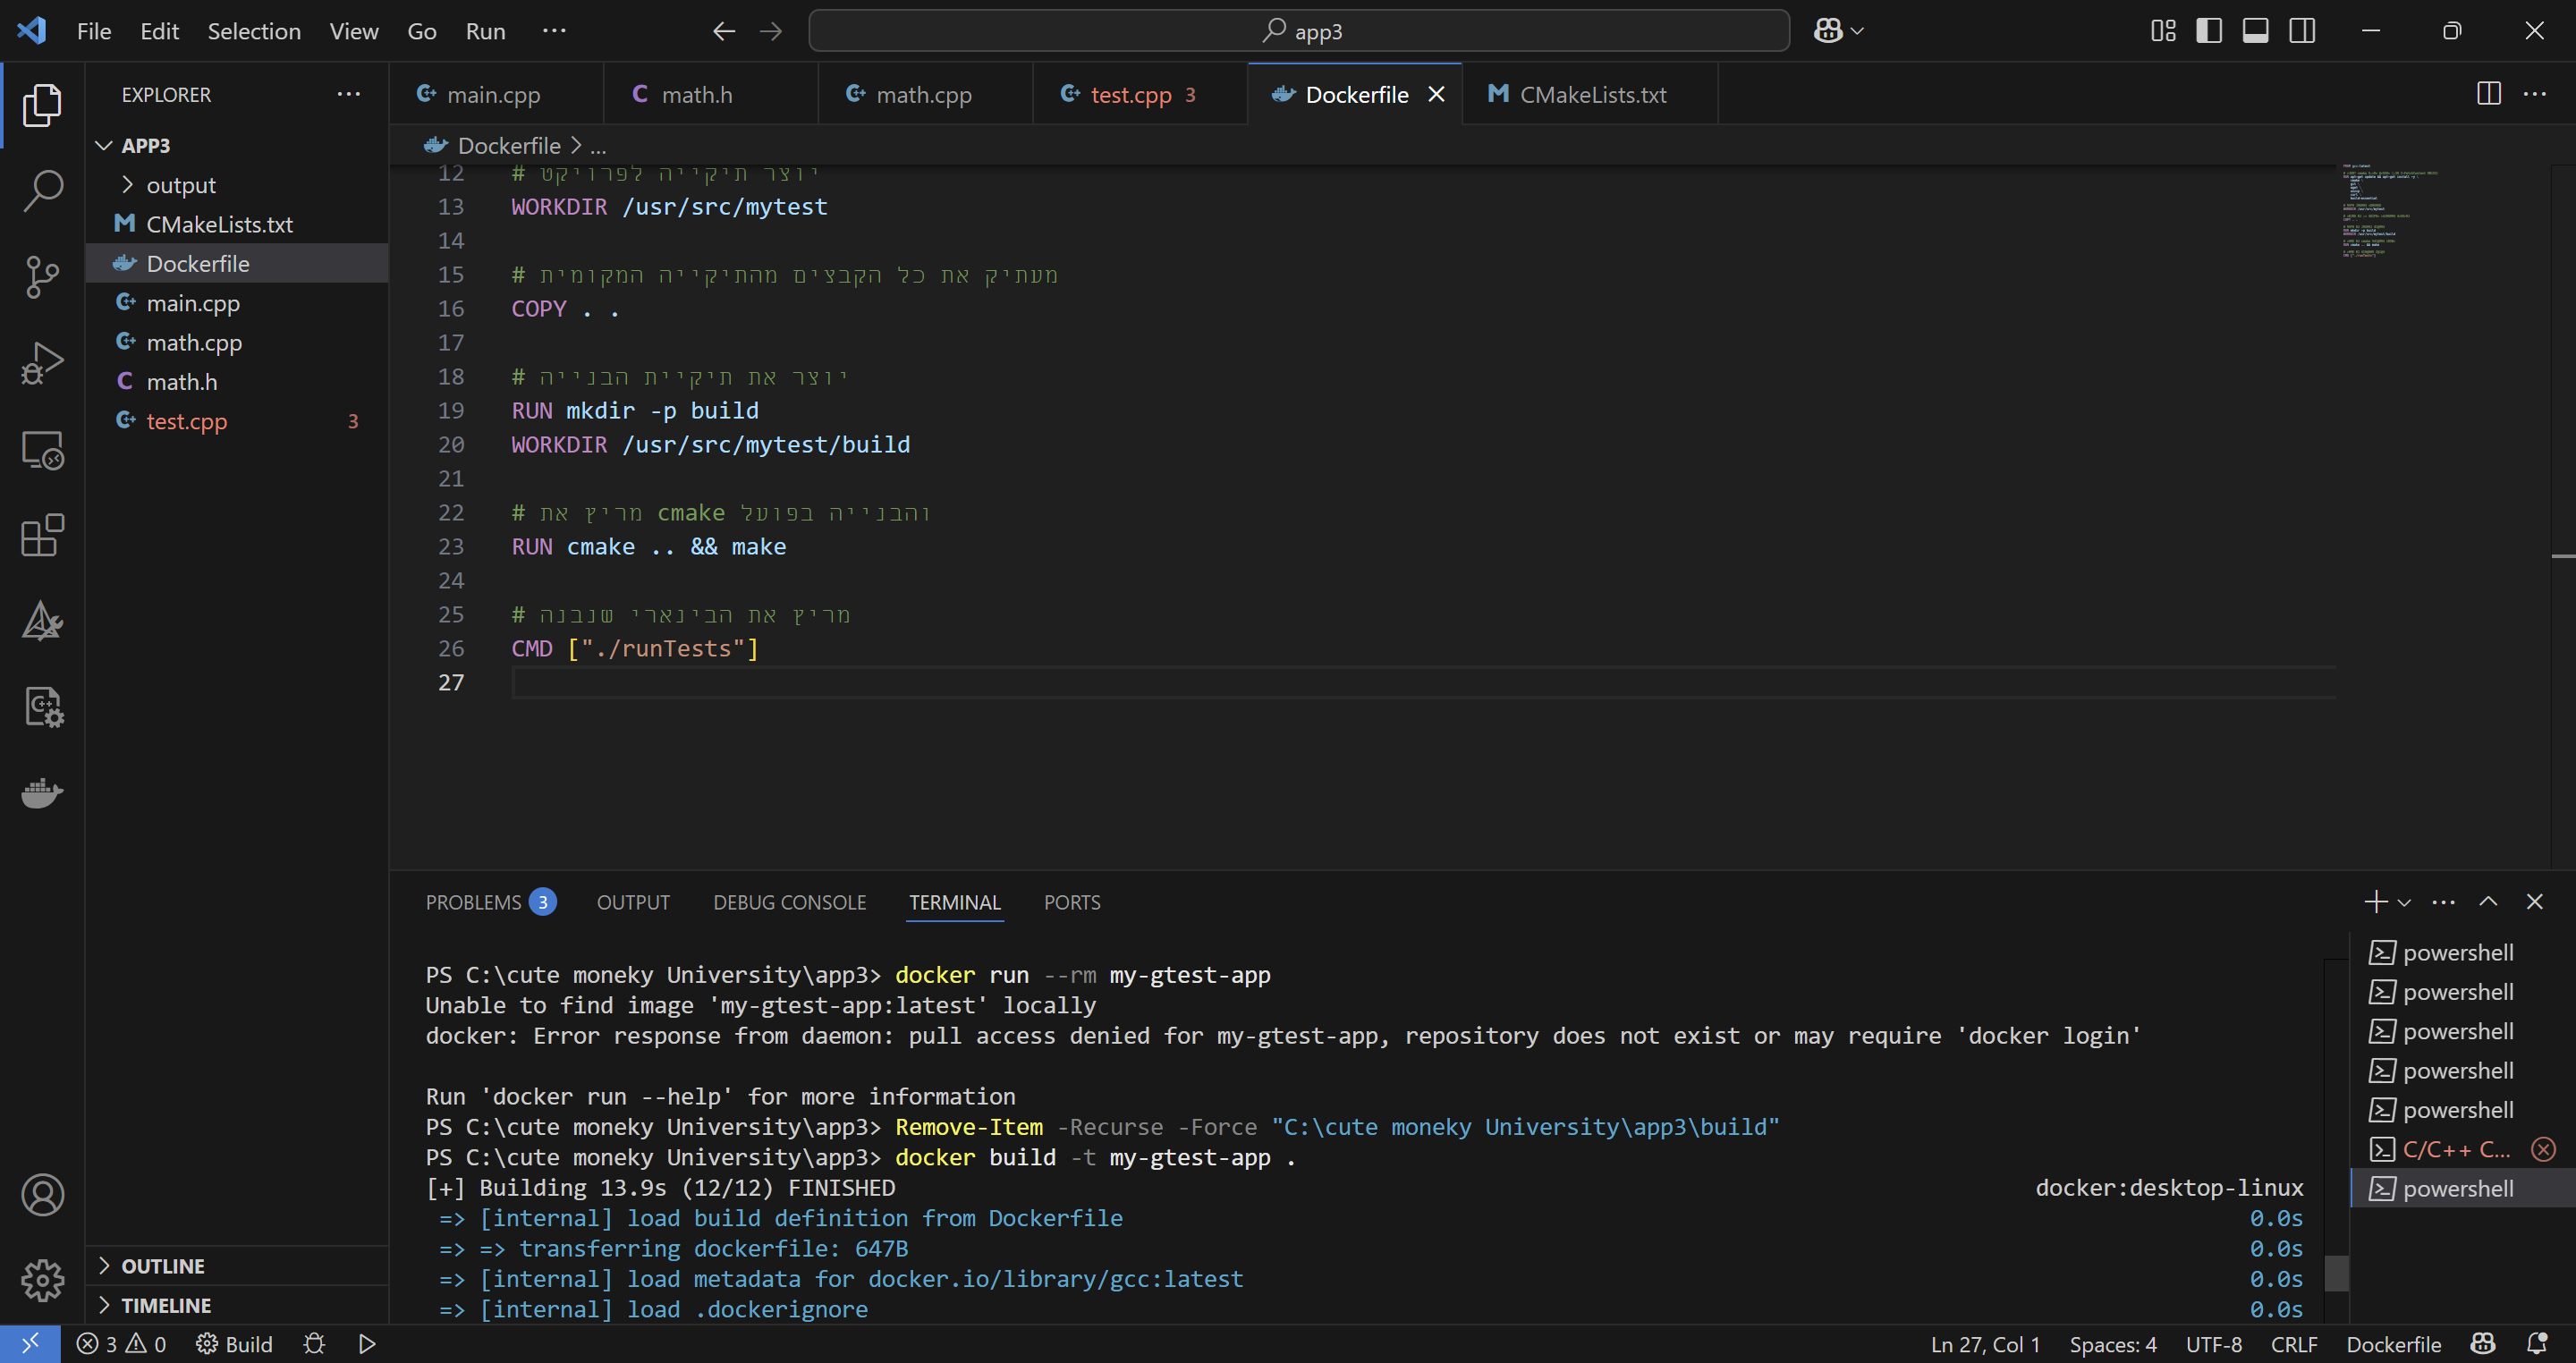 File Edit Selection View Go Run ··· app3
EXPLORER ···
APP3
output
CMakeLists.txt
Dockerfile
main.cpp
math.cpp
math.h
test.cpp 3
OUTLINE
TIMELINE
main.cpp math.h math.cpp test.cpp 3 Dockerfile CMakeLists.txt
Dockerfile > ...
12 # יוצר תיקייה לפרויקט
13 WORKDIR /usr/src/mytest
14
15 # מעתיק את כל הקבצים מהתיקייה המקומית
16 COPY . .
17
18 # יוצר את תיקיית הבנייה
19 RUN mkdir -p build
20 WORKDIR /usr/src/mytest/build
21
22 # מריץ את cmake והבנייה בפועל
23 RUN cmake .. && make
24
25 # מריץ את הבינארי שנבנה
26 CMD ["./runTests"]
27
PROBLEMS 3 OUTPUT DEBUG CONSOLE TERMINAL PORTS
PS C:\cute moneky University\app3> docker run --rm my-gtest-app
Unable to find image 'my-gtest-app:latest' locally
docker: Error response from daemon: pull access denied for my-gtest-app, repository does not exist or may require 'docker login'
Run 'docker run --help' for more information
PS C:\cute moneky University\app3> Remove-Item -Recurse -Force "C:\cute moneky University\app3\build"
PS C:\cute moneky University\app3> docker build -t my-gtest-app .
[+] Building 13.9s (12/12) FINISHED docker:desktop-linux
=> [internal] load build definition from Dockerfile 0.0s
=> => transferring dockerfile: 647B 0.0s
=> [internal] load metadata for docker.io/library/gcc:latest 0.0s
=> [internal] load .dockerignore 0.0s
powershell
powershell
powershell
powershell
powershell
C/C++ C...
powershell
3 0 Build Ln 27, Col 1 Spaces: 4 UTF-8 CRLF Dockerfile